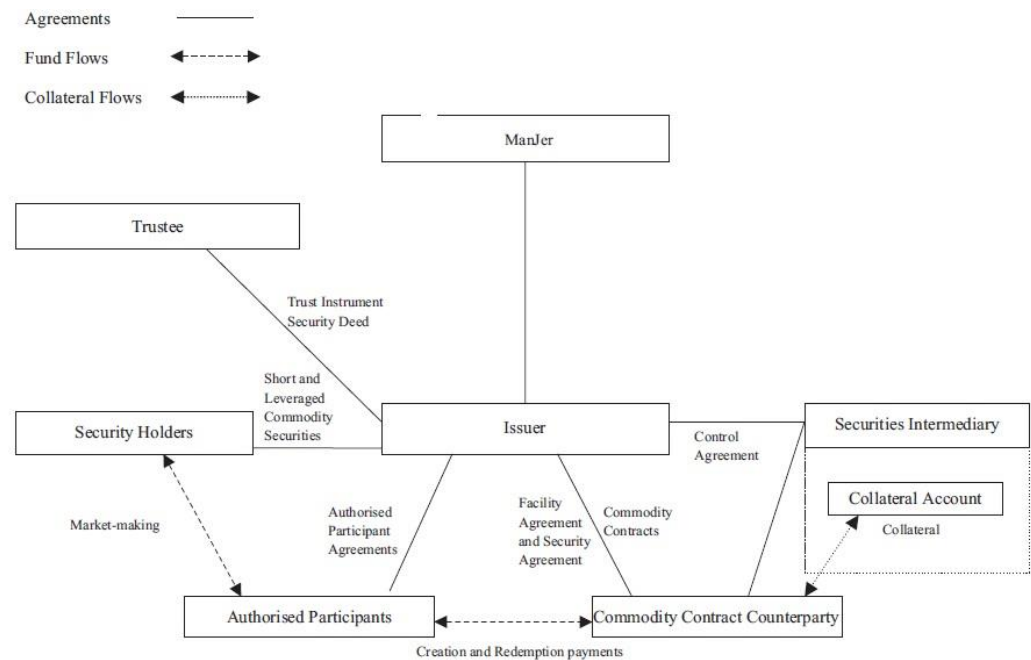 Agreements
Fund Flows
Collateral Flows
ManJer
Trustee
Trust Instrument
Security Deed
Short and
Leveraged
Commodity
Securities
Security Holders
Issuer
Control
Agreement
Securities Intermediary
Collateral Account
Collateral
Market-making
Authorised
Participant
Agreements
Facility
Agreement
and Security
Agreement
Commodity
Contracts
Authorised Participants
Commodity Contract Counterparty
Creation and Redemption payments